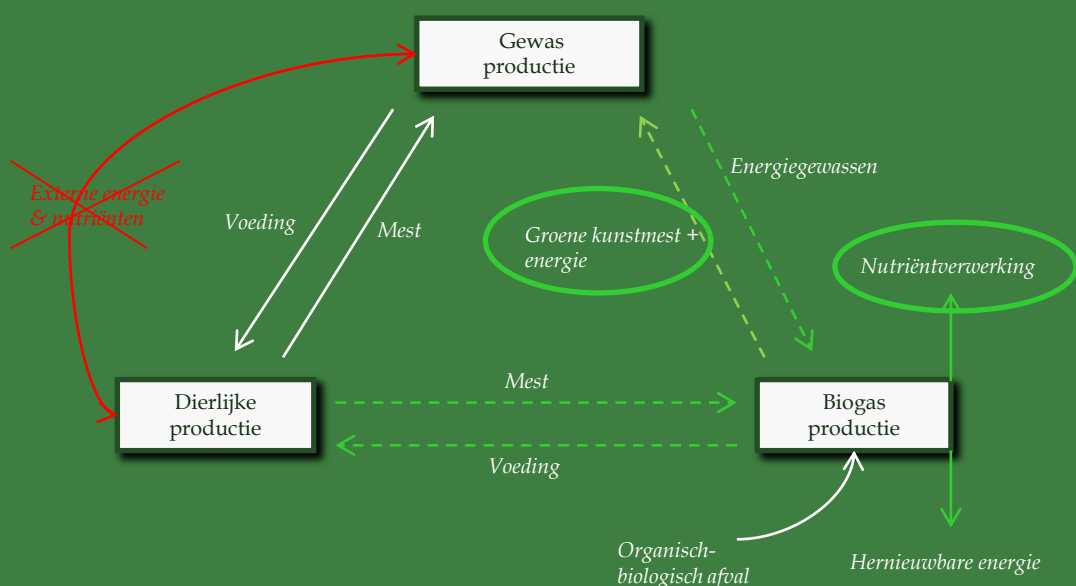 Gewas
productie
Energiegewassen
Externe energie
& nutriënten
Voeding
Mest
Groene kunstmest +
energie
Nutriëntverwerking
Mest
Dierlijke
productie
Biogas
productie
Voeding
Organisch-
biologisch afval
Hernieuwbare energie